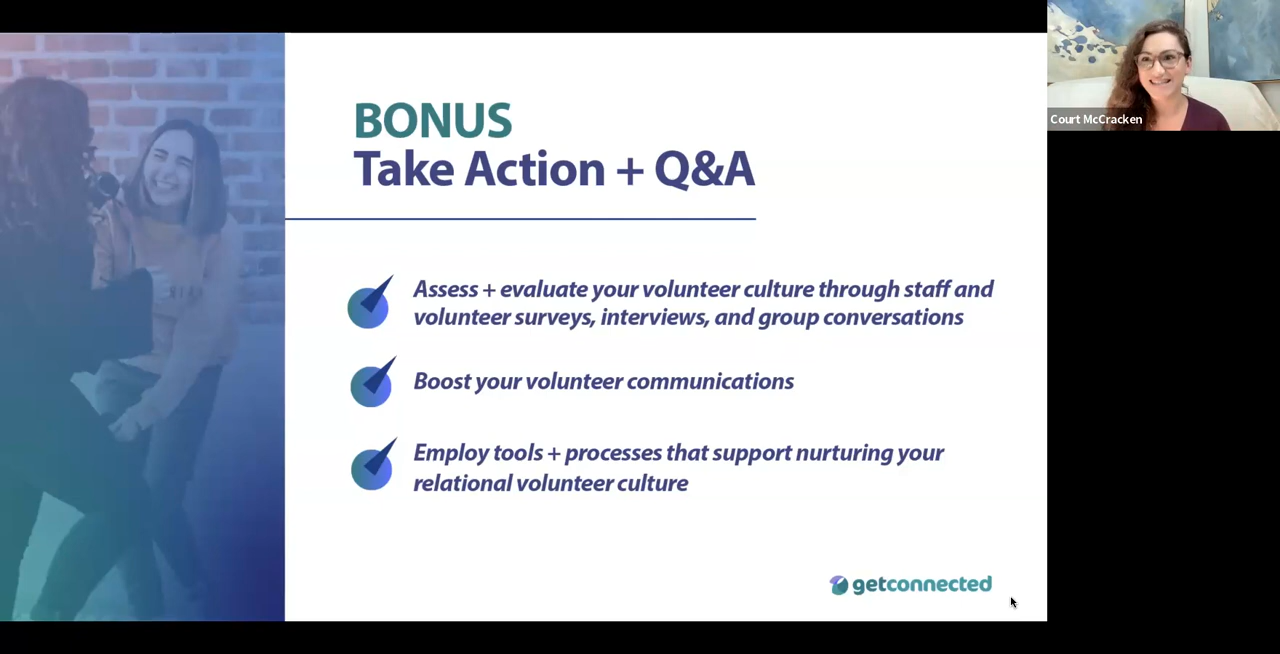 Court McCracken
BONUS
Take Action + Q&A
Assess + evaluate your volunteer culture through staff and
volunteer surveys, interviews, and group conversations
Boost your volunteer communications
Employ tools + processes that support nurturing your
relational volunteer culture
getconnected